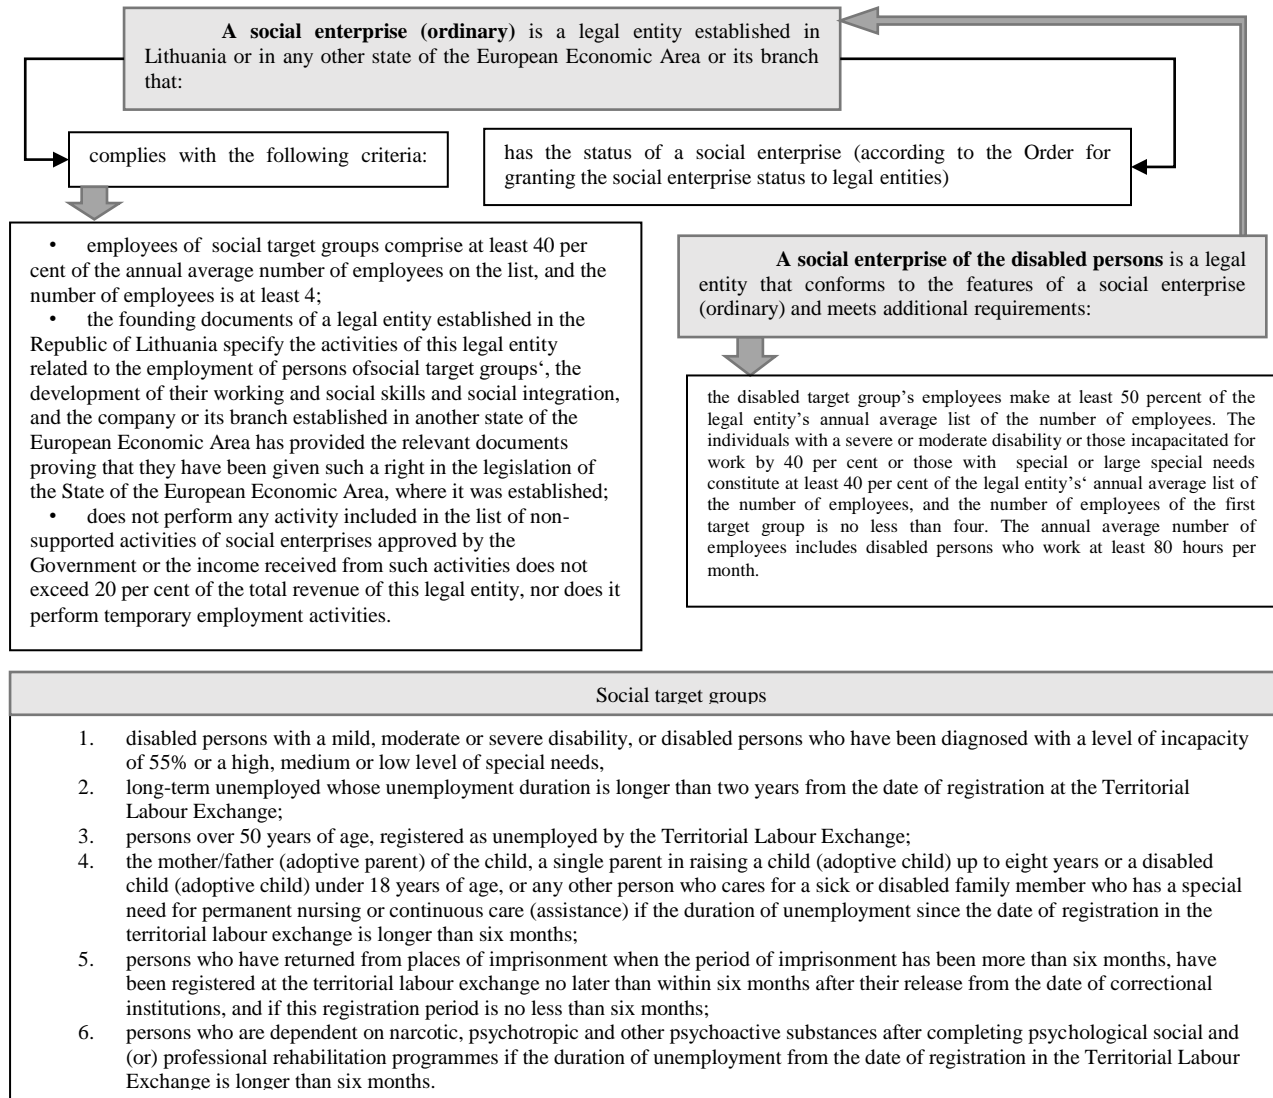 A social enterprise (ordinary) is a legal entity established in
Lithuania or in any other state of the European Economic Area or its branch
that:
complies with the following criteria:
has the status of a social enterprise (according to the Order for
granting the social enterprise status to legal entities)
• employees of social target groups comprise at least 40 per
cent of the annual average number of employees on the list, and the
number of employees is at least 4;
• the founding documents of a legal entity established in the
Republic of Lithuania specify the activities of this legal entity
related to the employment of persons ofsocial target groups‘, the
development of their working and social skills and social integration,
and the company or its branch established in another state of the
European Economic Area has provided the relevant documents
proving that they have been given such a right in the legislation of
the State of the European Economic Area, where it was established;
• does not perform any activity included in the list of non-
supported activities of social enterprises approved by the
Government or the income received from such activities does not
exceed 20 per cent of the total revenue of this legal entity, nor does it
perform temporary employment activities.
A social enterprise of the disabled persons is a legal
entity that conforms to the features of a social enterprise
(ordinary) and meets additional requirements:
the disabled target group’s employees make at least 50 percent of the
legal entity’s annual average list of the number of employees. The
individuals with a severe or moderate disability or those incapacitated for
work by 40 per cent or those with special or large special needs
constitute at least 40 per cent of the legal entity’s‘ annual average list of
the number of employees, and the number of employees of the first
target group is no less than four. The annual average number of
employees includes disabled persons who work at least 80 hours per
month.
Social target groups
1. disabled persons with a mild, moderate or severe disability, or disabled persons who have been diagnosed with a level of incapacity
of 55% or a high, medium or low level of special needs,
2. long-term unemployed whose unemployment duration is longer than two years from the date of registration at the Territorial
Labour Exchange;
3. persons over 50 years of age, registered as unemployed by the Territorial Labour Exchange;
4. the mother/father (adoptive parent) of the child, a single parent in raising a child (adoptive child) up to eight years or a disabled
child (adoptive child) under 18 years of age, or any other person who cares for a sick or disabled family member who has a special
need for permanent nursing or continuous care (assistance) if the duration of unemployment since the date of registration in the
territorial labour exchange is longer than six months;
5. persons who have returned from places of imprisonment when the period of imprisonment has been more than six months, have
been registered at the territorial labour exchange no later than within six months after their release from the date of correctional
institutions, and if this registration period is no less than six months;
6. persons who are dependent on narcotic, psychotropic and other psychoactive substances after completing psychological social and
(or) professional rehabilitation programmes if the duration of unemployment from the date of registration in the Territorial Labour
Exchange is longer than six months.